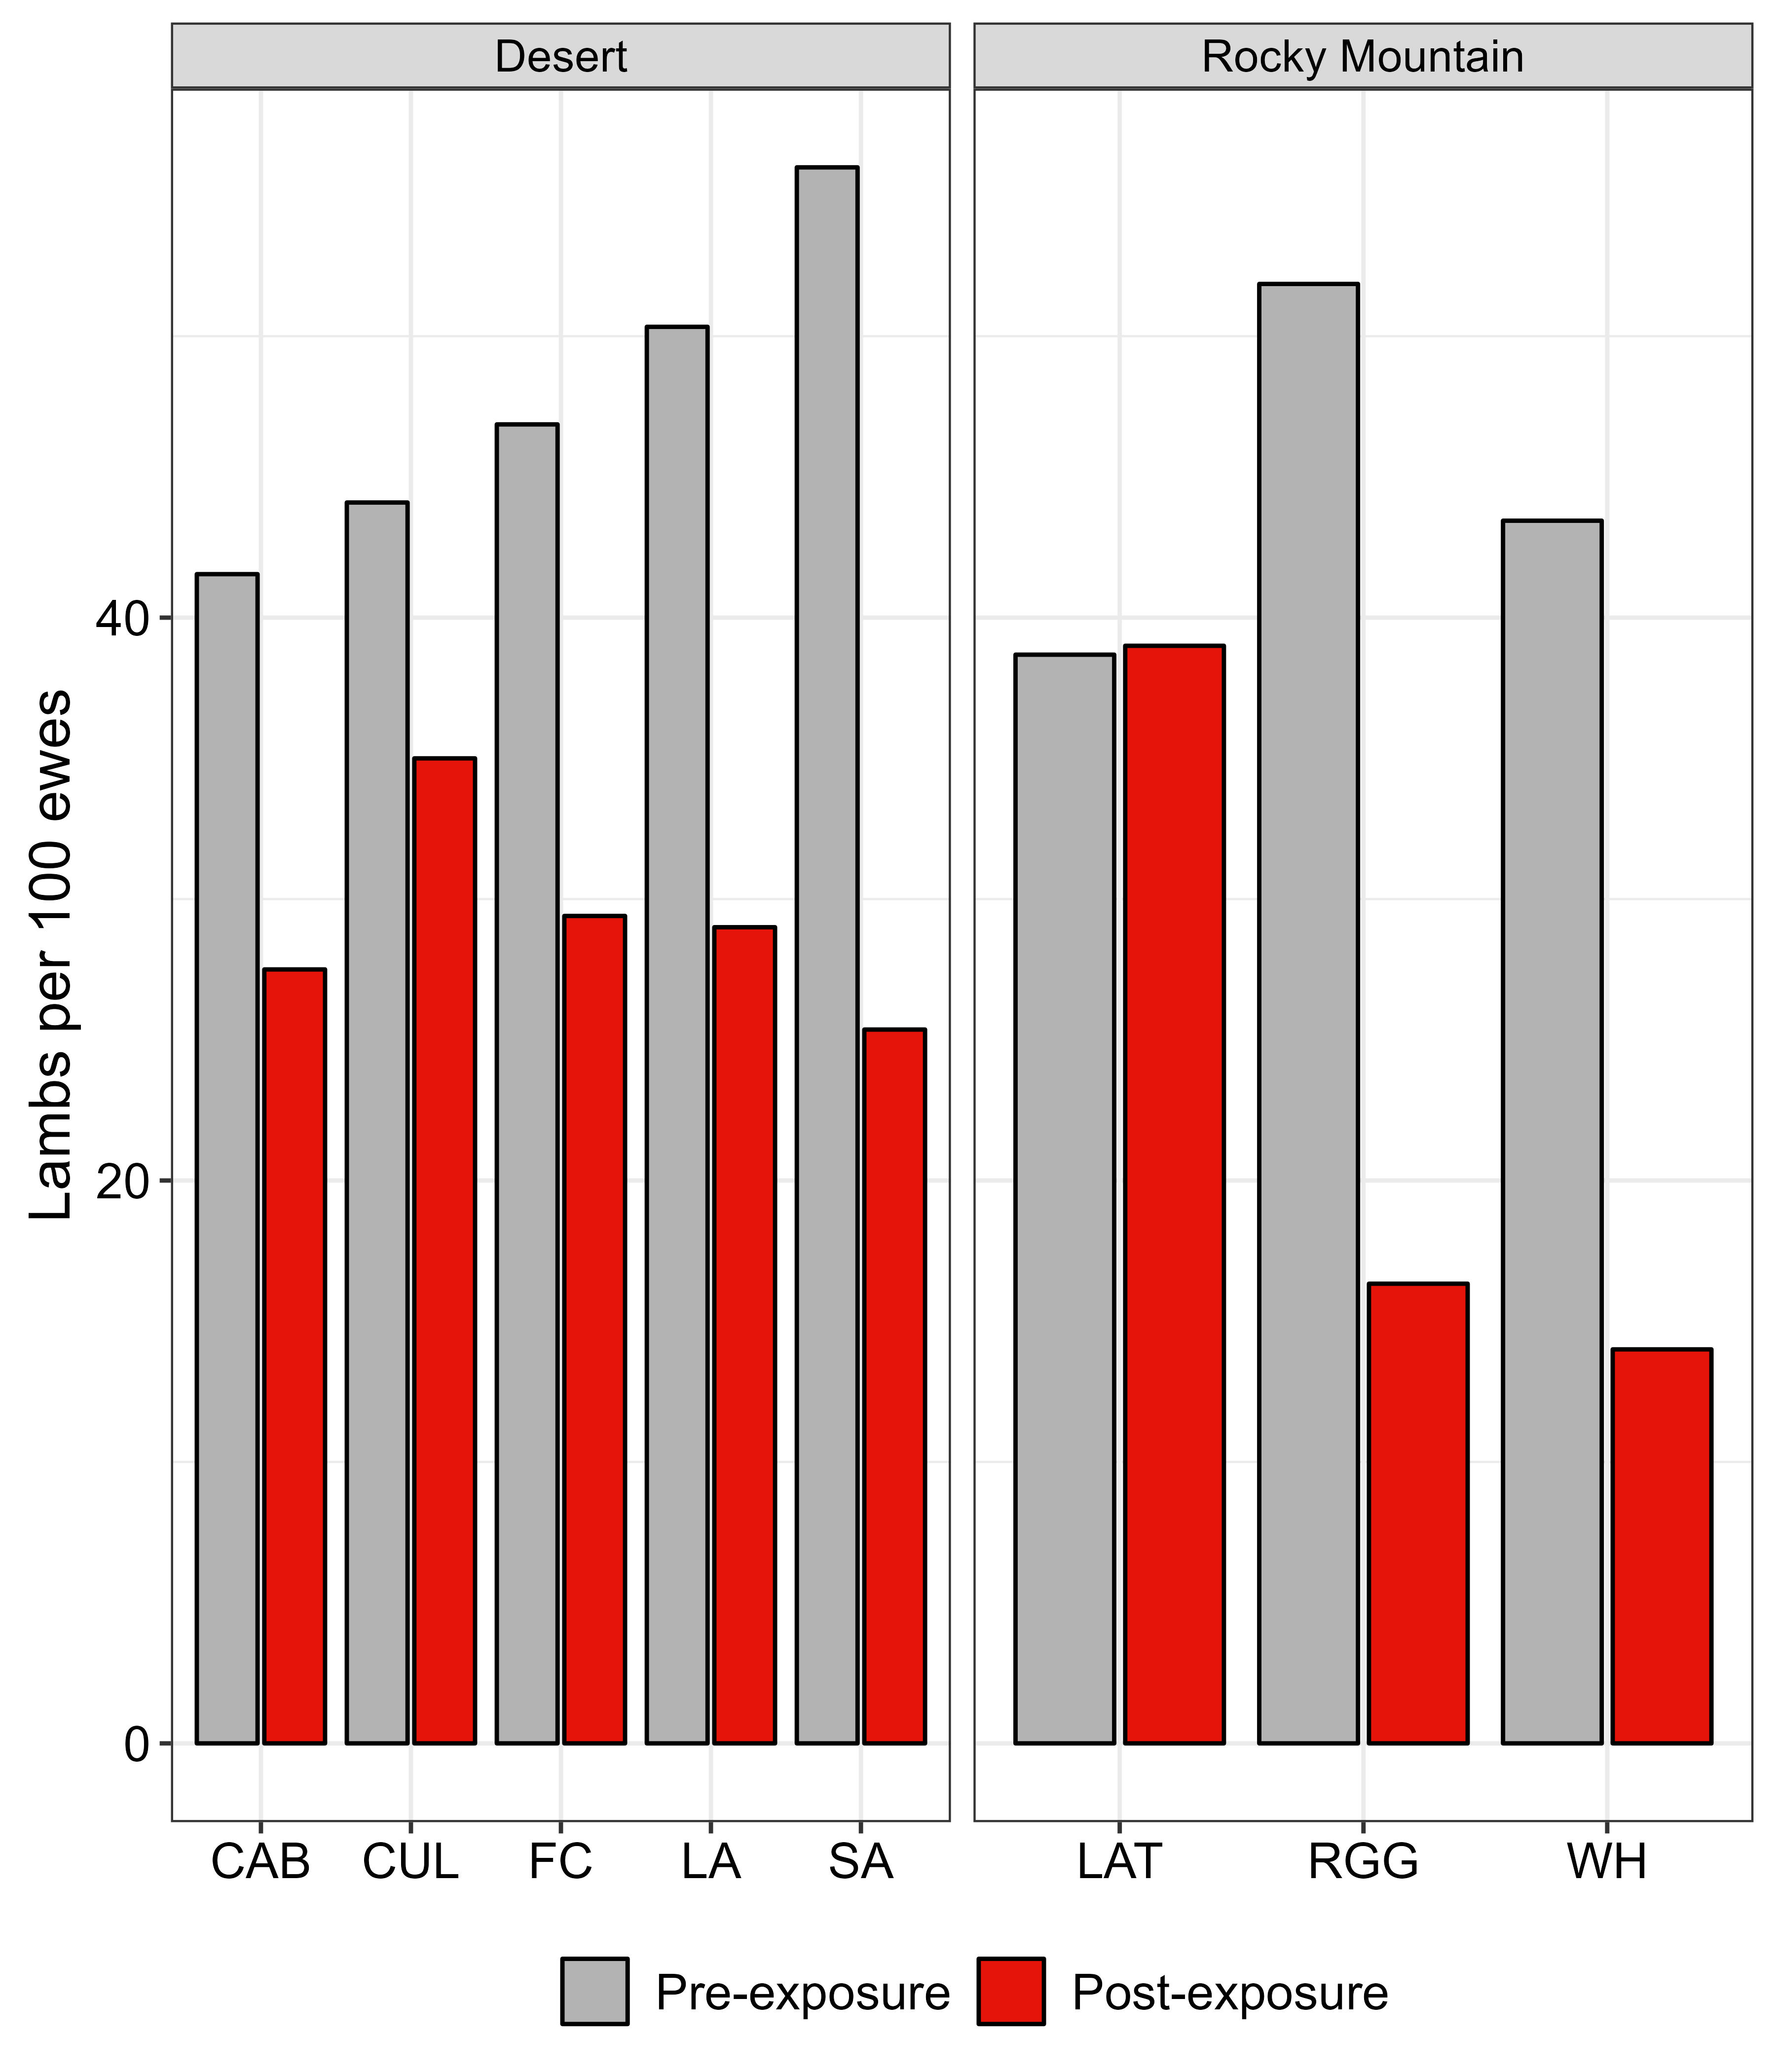 Desert
Rocky Mountain
Lambs per 100 ewes
40
20
0
CAB CUL FC LA SA
LAT RGG WH
Pre-exposure Post-exposure